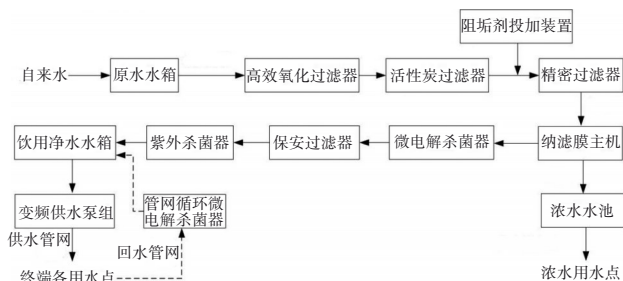 阻垢剂投加装置
自来水
原水水箱
高效氧化过滤器
活性炭过滤器
精密过滤器
饮用净水水箱
紫外杀菌器
保安过滤器
微电解杀菌器
纳滤膜主机
变频供水泵组
管网循环微
电解杀菌器
浓水水池
供水管网
回水管网
终端各用水点
浓水用水点